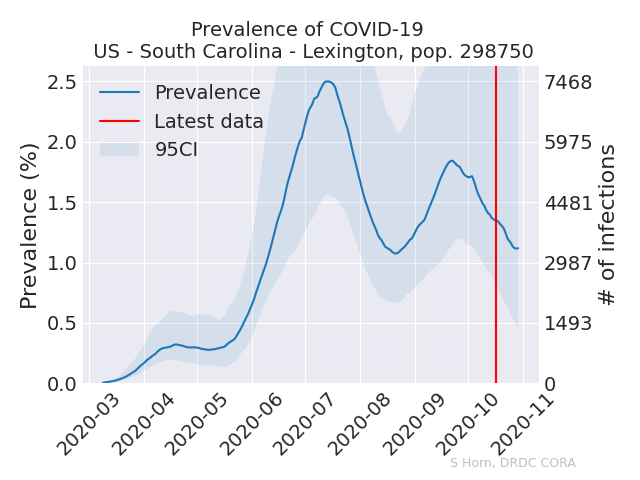 Prevalence of COVID-19
US - South Carolina - Lexington, pop. 298750
Prevalence
Latest data
95CI
Prevalence (%)
2.5
2.0
1.5
1.0
0.5
0.0
7468
5975
4481
2987
1493
0
# of infections
2020-03
2020-04
2020-05
2020-06
2020-07
2020-08
2020-09
2020-10
2020-11
S Horn, DRDC CORA